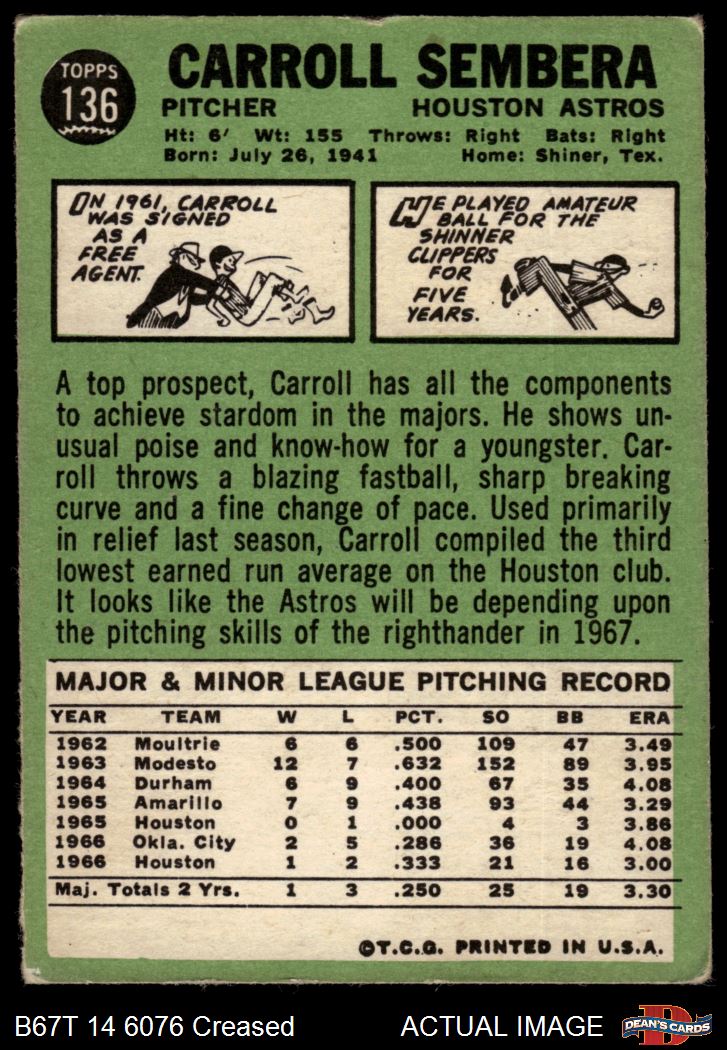 TOPPS
136
CARROLL SEMBERA
PITCHER HOUSTON ASTROS
Ht: 6' Wt: 155 Throws: Right Bats: Right
Born: July 26, 1941 Home: Shiner, Tex.
IN 1961, CARROLL
WAS SIGNED
AS A
FREE
AGENT.
HE PLAYED AMATEUR
BALL FOR THE
SHINNER
CLIPPERS
FOR
FIVE
YEARS.
A top prospect, Carroll has all the components
to achieve stardom in the majors. He shows un-
usual poise and know-how for a youngster. Car-
roll throws a blazing fastball, sharp breaking
curve and a fine change of pace. Used primarily
in relief last season, Carroll compiled the third
lowest earned run average on the Houston club.
It looks like the Astros will be depending upon
the pitching skills of the righthander in 1967.
MAJOR & MINOR LEAGUE PITCHING RECORD
YEAR TEAM W L PCT. SO BB ERA
1962 Moultrie 6 6 .500 109 47 3.49
1963 Modesto 12 7 .632 152 89 3.95
1964 Durham 6 9 .400 67 35 4.08
1965 Amarillo 7 9 .438 93 44 3.29
1965 Houston 0 1 .000 4 3 3.86
1966 Okla. City 2 5 .286 36 19 4.08
1966 Houston 1 2 .333 21 16 3.00
Maj. Totals 2 Yrs. 1 3 .250 25 19 3.30
©T.C.G. PRINTED IN U.S.A.
B67T 14 6076 Creased ACTUAL IMAGE
D
DEAN'S CARDS